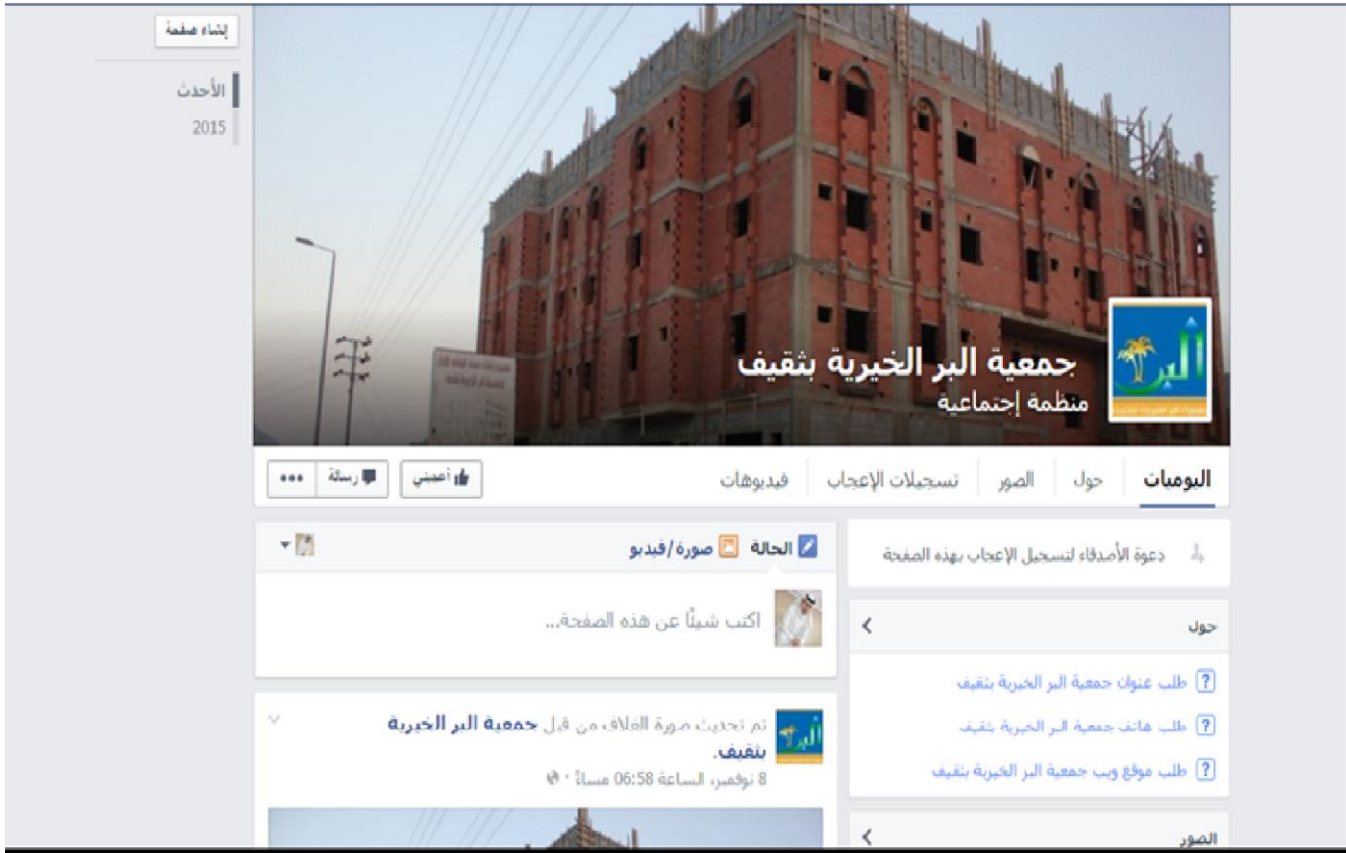 إنشاء صفحة
الأحدث
2015
البر
جمعية البر الخيرية بثقيف
منظمة إجتماعية
اليوميات
حول
الصور
تسجيلات الإعجاب
فيديوهات
أعجبني
رسالة
دعوة الأصدقاء لتسجيل الإعجاب بهذه الصفحة
حول
طلب عنوان جمعية البر الخيرية بثقيف
طلب هاتف جمعية البر الخيرية بثقيف
طلب موقع ويب جمعية البر الخيرية بثقيف
الصور
الحالة
صورة/فيديو
اكتب شيئًا عن هذه الصفحة...
البر
تم تحديث صورة الغلاف من قبل جمعية البر الخيرية
بثقيف.
8 نوفمبر، الساعة 06:58 مساءً ·